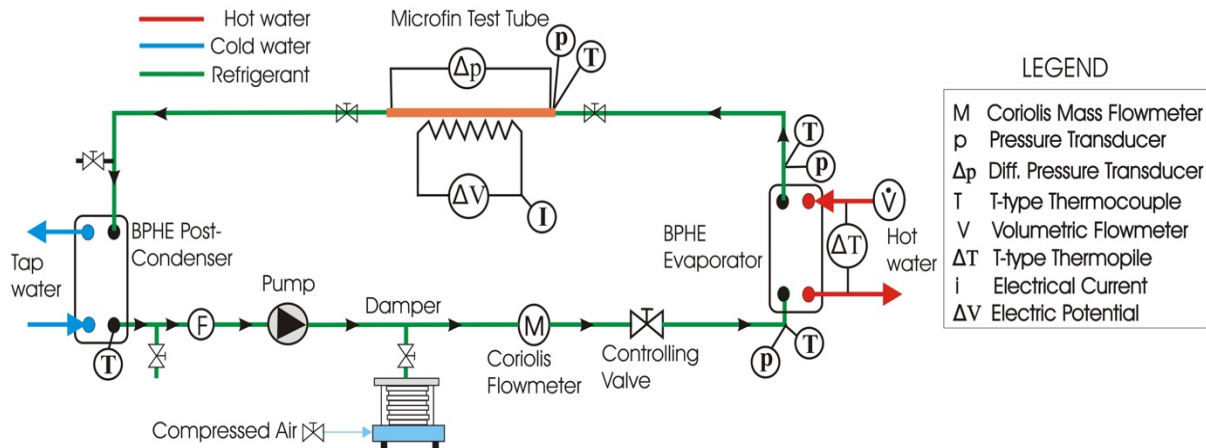 Hot water
Cold water
Refrigerant
Microfin Test Tube
p
T
Δp
ΔV
I
T
p
V̇
ΔT
Hot
water
BPHE
Evaporator
BPHE Post-
Condenser
Tap
water
T
F
Pump
Damper
M
Coriolis
Flowmeter
Controlling
Valve
p
T
Compressed Air
LEGEND
M Coriolis Mass Flowmeter
p Pressure Transducer
Δp Diff. Pressure Transducer
T T-type Thermocouple
V Volumetric Flowmeter
ΔT T-type Thermopile
i Electrical Current
ΔV Electric Potential